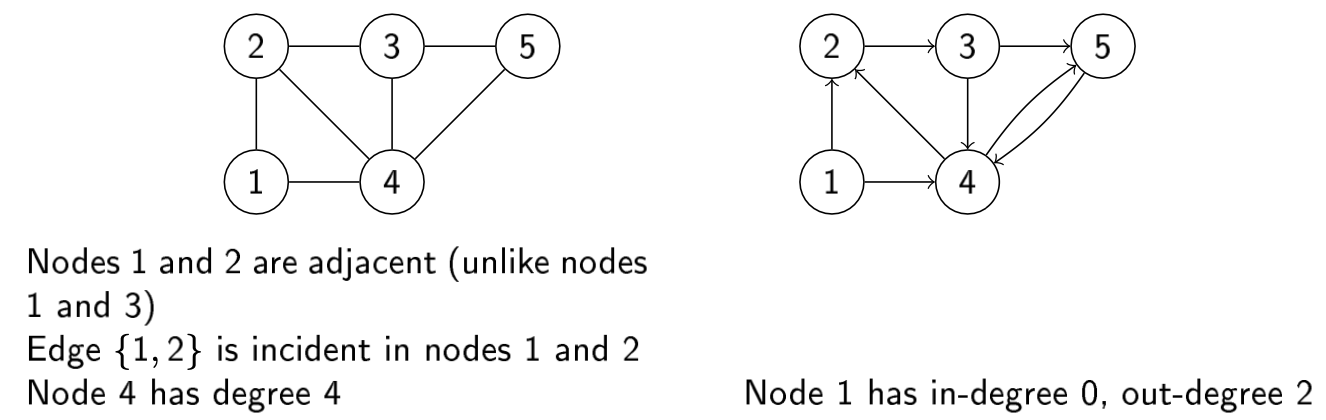 2 3 5
1 4
2 3 5
1 4
Nodes 1 and 2 are adjacent (unlike nodes
1 and 3)
Edge {1, 2} is incident in nodes 1 and 2
Node 4 has degree 4
Node 1 has in-degree 0, out-degree 2